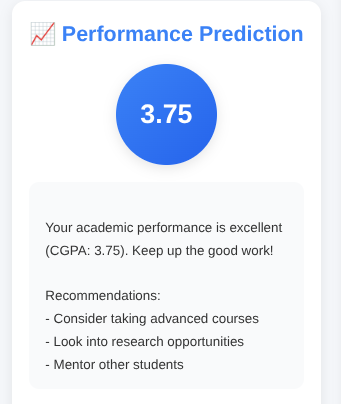 📈 Performance Prediction
3.75
Your academic performance is excellent
(CGPA: 3.75). Keep up the good work!
Recommendations:
- Consider taking advanced courses
- Look into research opportunities
- Mentor other students